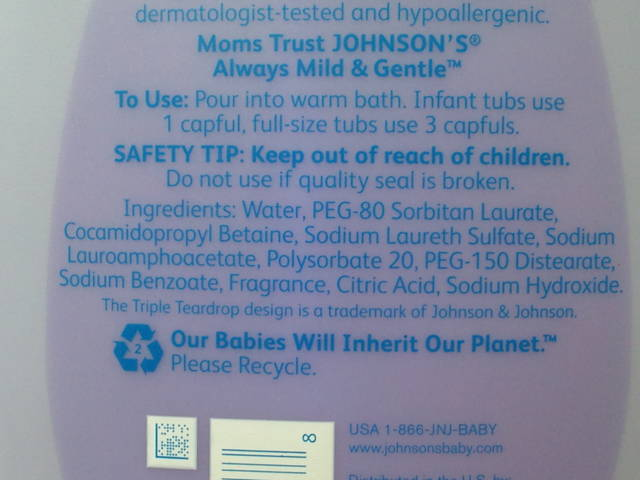 dermatologist-tested and hypoallergenic.
Moms Trust JOHNSON'S®
Always Mild & Gentle™
To Use: Pour into warm bath. Infant tubs use
1 capful, full-size tubs use 3 capfuls.
SAFETY TIP: Keep out of reach of children.
Do not use if quality seal is broken.
Ingredients: Water, PEG-80 Sorbitan Laurate,
Cocamidopropyl Betaine, Sodium Laureth Sulfate, Sodium
Lauroamphoacetate, Polysorbate 20, PEG-150 Distearate,
Sodium Benzoate, Fragrance, Citric Acid, Sodium Hydroxide.
The Triple Teardrop design is a trademark of Johnson & Johnson.
2
Our Babies Will Inherit Our Planet.™
Please Recycle.
8
USA 1-866-JNJ-BABY
www.johnsonsbaby.com
Distributed in the U.S. by: